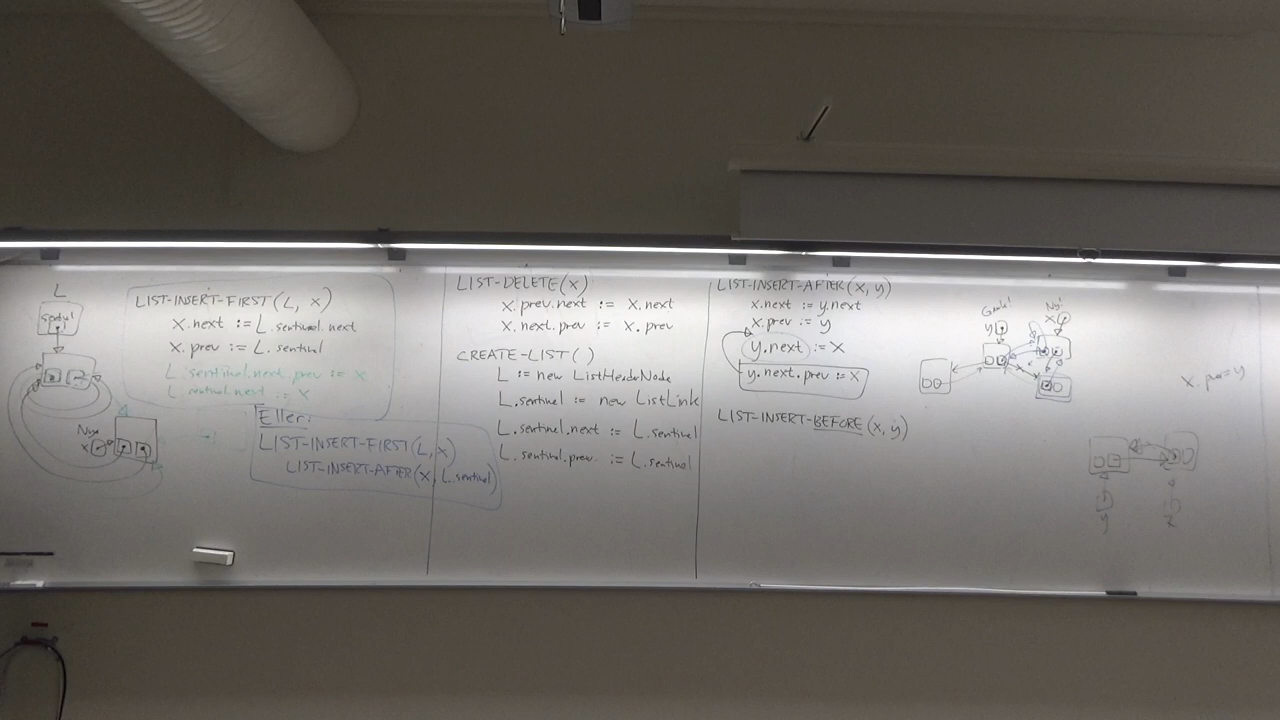 L
LIST-INSERT-FIRST(L, x)
x.next := L.sentinel.next
x.prev := L.sentinel
L.sentinel.next.prev := x
L.sentinel.next := x
Nya
x
Eller:
LIST-INSERT-FIRST(L, x)
LIST-INSERT-AFTER(x, L.sentinel)
LIST-DELETE(x)
x.prev.next := x.next
x.next.prev := x.prev
CREATE-LIST()
L := new ListHeaderNode
L.sentinel := new ListLink
L.sentinel.next := L.sentinel
L.sentinel.prev := L.sentinel
LIST-INSERT-AFTER(x, y)
x.next := y.next
x.prev := y
y.next := x
y.next.prev := x
LIST-INSERT-BEFORE(x, y)
y
Ny!
x
x.prev=y